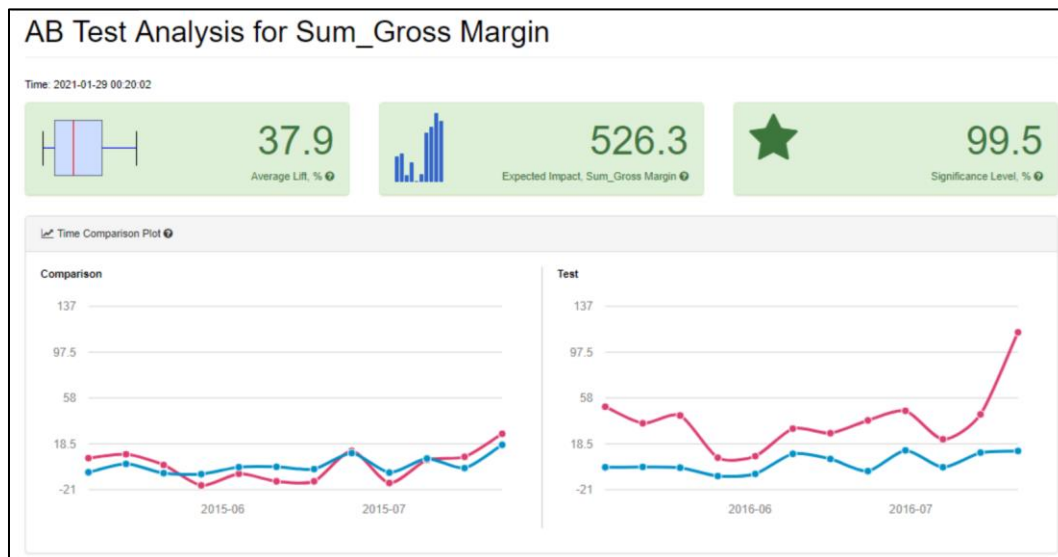 AB Test Analysis for Sum_Gross Margin
Time: 2021-01-29 00:20:02
37.9
Average Lift, %
526.3
Expected Impact, Sum_Gross Margin
99.5
Significance Level, %
Time Comparison Plot
Comparison
137
97.5
58
18.5
-21
2015-06 2015-07
Test
137
97.5
58
18.5
-21
2016-06 2016-07